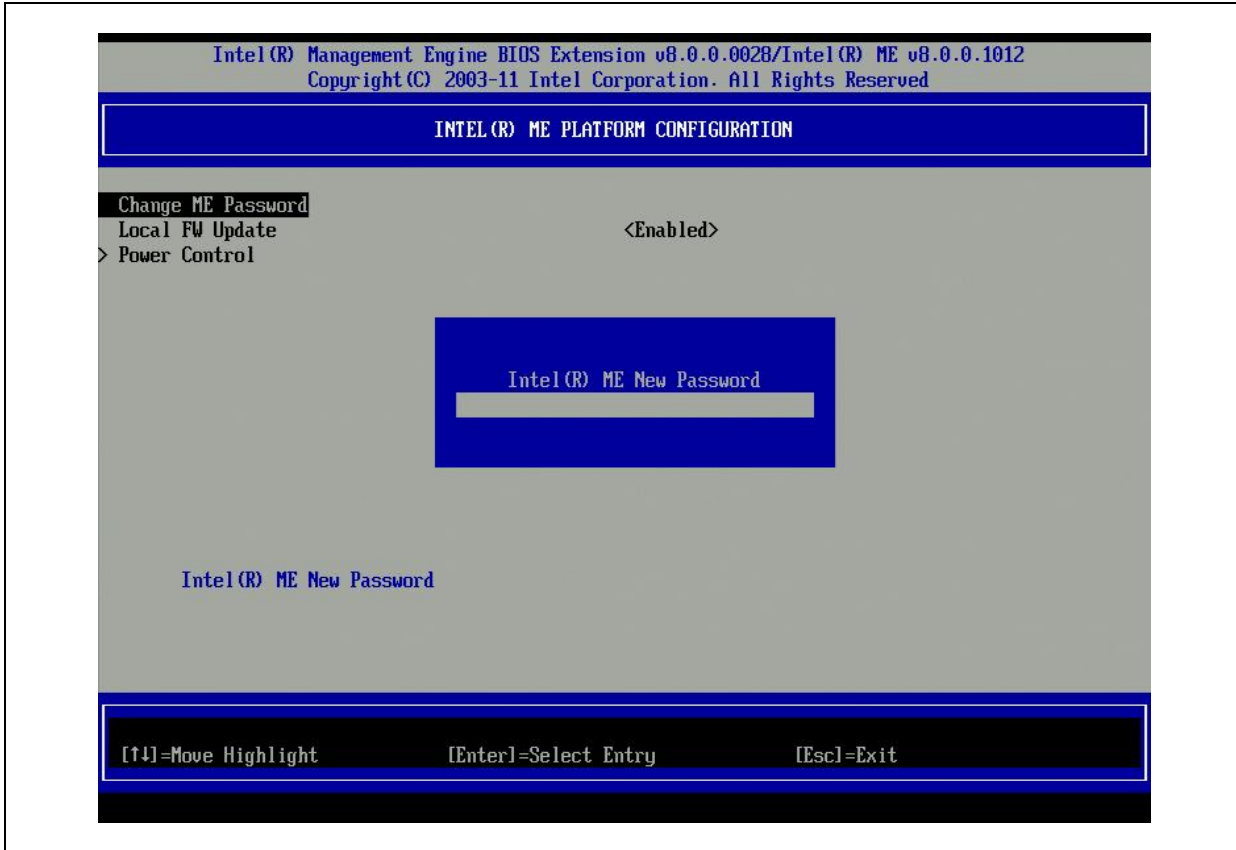 Intel(R) Management Engine BIOS Extension v8.0.0.0028/Intel(R) ME v8.0.0.1012
Copyright(C) 2003-11 Intel Corporation. All Rights Reserved
INTEL(R) ME PLATFORM CONFIGURATION
Change ME Password
Local FW Update <Enabled>
> Power Control
Intel(R) ME New Password
Intel(R) ME New Password
[↑↓]=Move Highlight [Enter]=Select Entry [Esc]=Exit